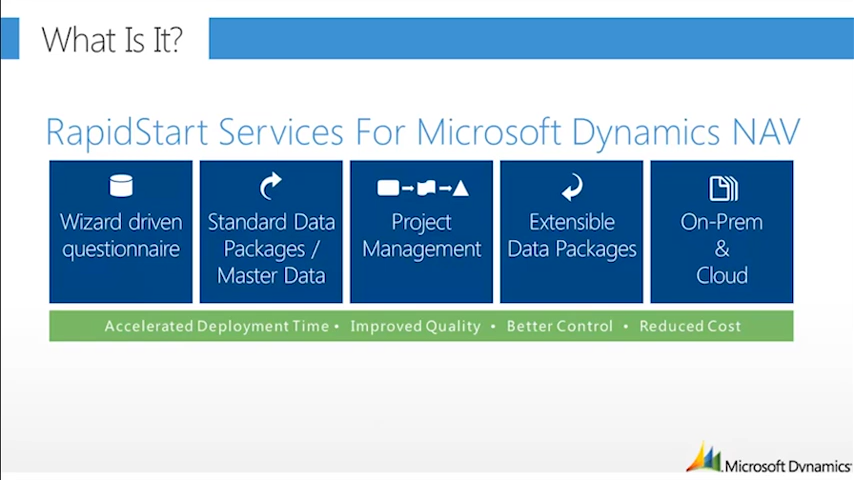 What Is It?
RapidStart Services For Microsoft Dynamics NAV
Wizard driven
questionnaire
Standard Data
Packages /
Master Data
Project
Management
Extensible
Data Packages
On-Prem
&
Cloud
Accelerated Deployment Time • Improved Quality • Better Control • Reduced Cost
Microsoft Dynamics